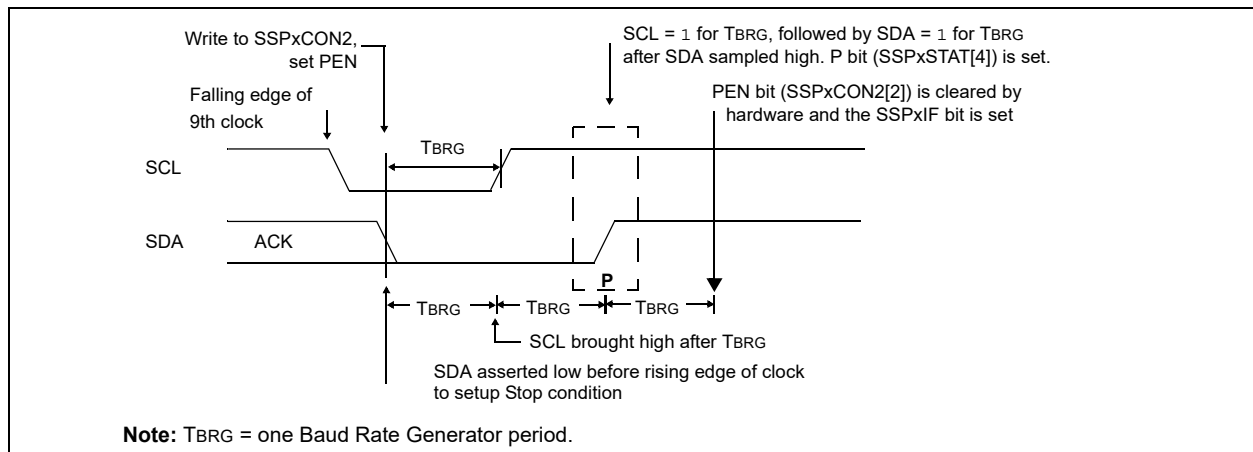 Write to SSPxCON2,
set PEN
SCL = 1 for TBRG, followed by SDA = 1 for TBRG
after SDA sampled high. P bit (SSPxSTAT[4]) is set.
Falling edge of
9th clock
PEN bit (SSPxCON2[2]) is cleared by
hardware and the SSPxIF bit is set
TBRG
SCL
SDA
ACK
P
TBRG
TBRG
TBRG
SCL brought high after TBRG
SDA asserted low before rising edge of clock
to setup Stop condition
Note: TBRG = one Baud Rate Generator period.